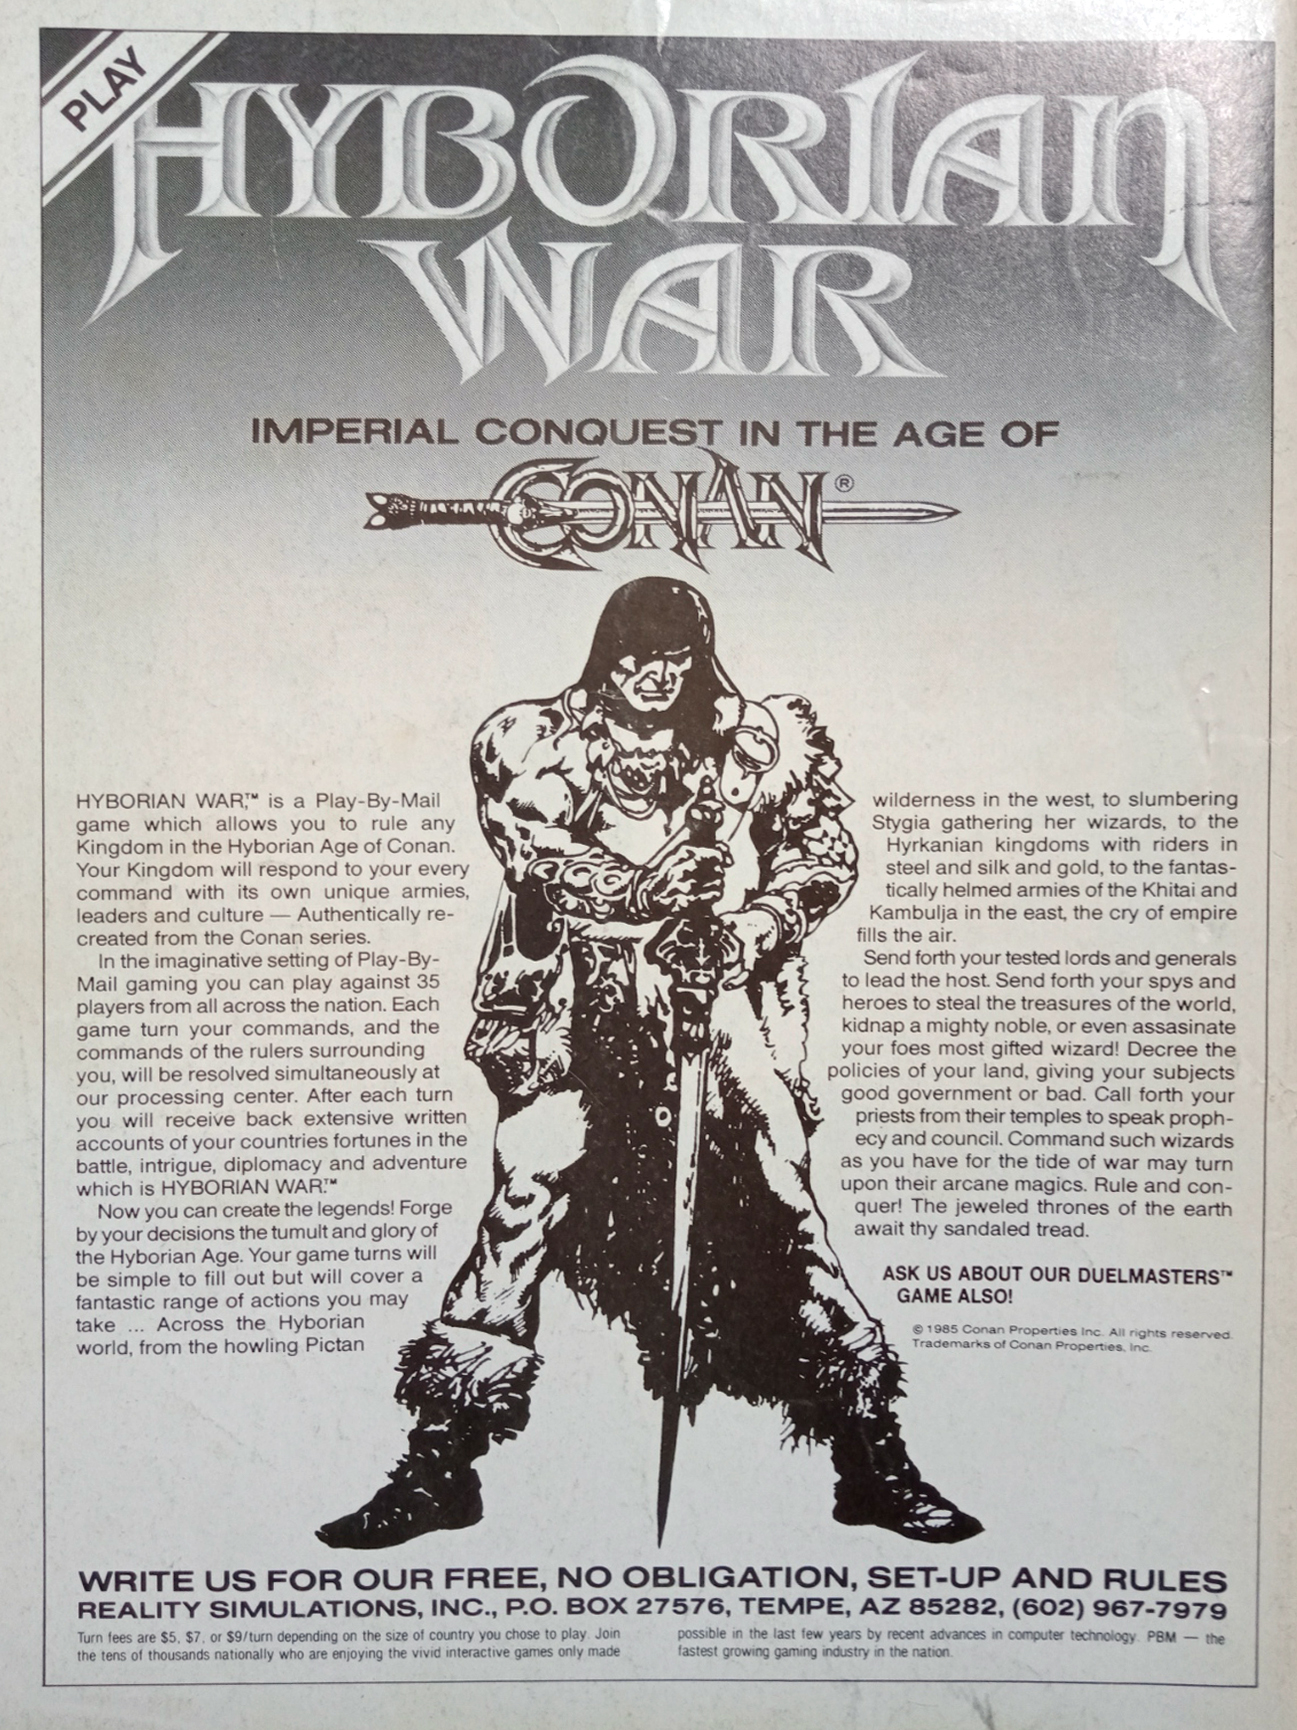 PLAY
HYBORIAN
WAR
IMPERIAL CONQUEST IN THE AGE OF
CONAN®
HYBORIAN WAR,™ is a Play-By-Mail
game which allows you to rule any
Kingdom in the Hyborian Age of Conan.
Your Kingdom will respond to your every
command with its own unique armies,
leaders and culture — Authentically re-
created from the Conan series.
In the imaginative setting of Play-By-
Mail gaming you can play against 35
players from all across the nation. Each
game turn your commands, and the
commands of the rulers surrounding
you, will be resolved simultaneously at
our processing center. After each turn
you will receive back extensive written
accounts of your countries fortunes in the
battle, intrigue, diplomacy and adventure
which is HYBORIAN WAR.™
Now you can create the legends! Forge
by your decisions the tumult and glory of
the Hyborian Age. Your game turns will
be simple to fill out but will cover a
fantastic range of actions you may
take ... Across the Hyborian
world, from the howling Pictan
wilderness in the west, to slumbering
Stygia gathering her wizards, to the
Hyrkanian kingdoms with riders in
steel and silk and gold, to the fantas-
tically helmed armies of the Khitai and
Kambulja in the east, the cry of empire
fills the air.
Send forth your tested lords and generals
to lead the host. Send forth your spys and
heroes to steal the treasures of the world,
kidnap a mighty noble, or even assasinate
your foes most gifted wizard! Decree the
policies of your land, giving your subjects
good government or bad. Call forth your
priests from their temples to speak proph-
ecy and council. Command such wizards
as you have for the tide of war may turn
upon their arcane magics. Rule and con-
quer! The jeweled thrones of the earth
await thy sandaled tread.
ASK US ABOUT OUR DUELMASTERS™
GAME ALSO!
© 1985 Conan Properties Inc. All rights reserved.
Trademarks of Conan Properties, Inc.
WRITE US FOR OUR FREE, NO OBLIGATION, SET-UP AND RULES
REALITY SIMULATIONS, INC., P.O. BOX 27576, TEMPE, AZ 85282, (602) 967-7979
Turn fees are $5, $7, or $9/turn depending on the size of country you chose to play. Join
the tens of thousands nationally who are enjoying the vivid interactive games only made
possible in the last few years by recent advances in computer technology. PBM — the
fastest growing gaming industry in the nation.